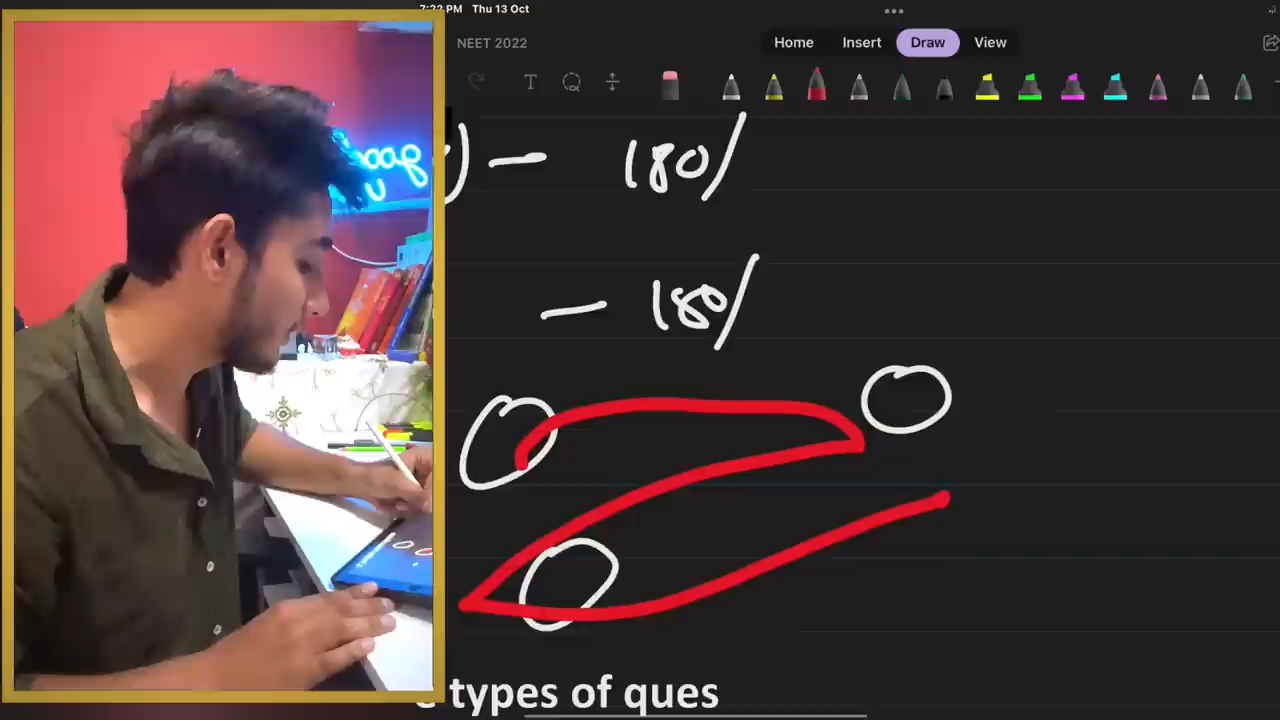 7:22 PM Thu 13 Oct
NEET 2022
Home Insert Draw View
T
) - 180/
- 180/
types of ques